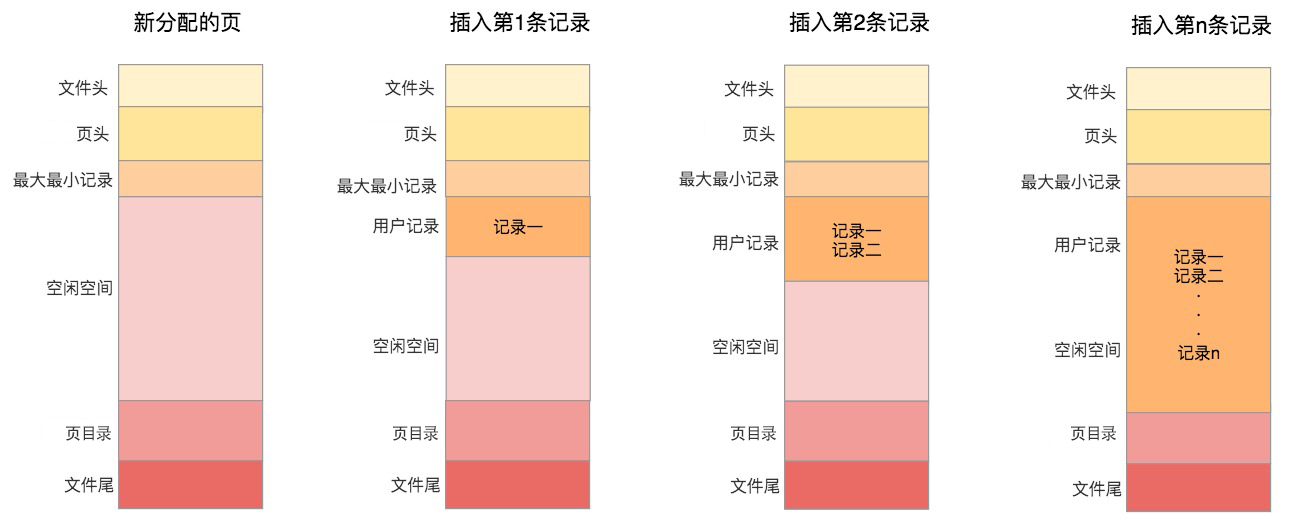 新分配的页
文件头
页头
最大最小记录
空闲空间
页目录
文件尾
插入第1条记录
文件头
页头
最大最小记录
用户记录
记录一
空闲空间
页目录
文件尾
插入第2条记录
文件头
页头
最大最小记录
用户记录
记录一
记录二
空闲空间
页目录
文件尾
插入第n条记录
文件头
页头
最大最小记录
用户记录
记录一
记录二
.
.
.
记录n
空闲空间
页目录
文件尾